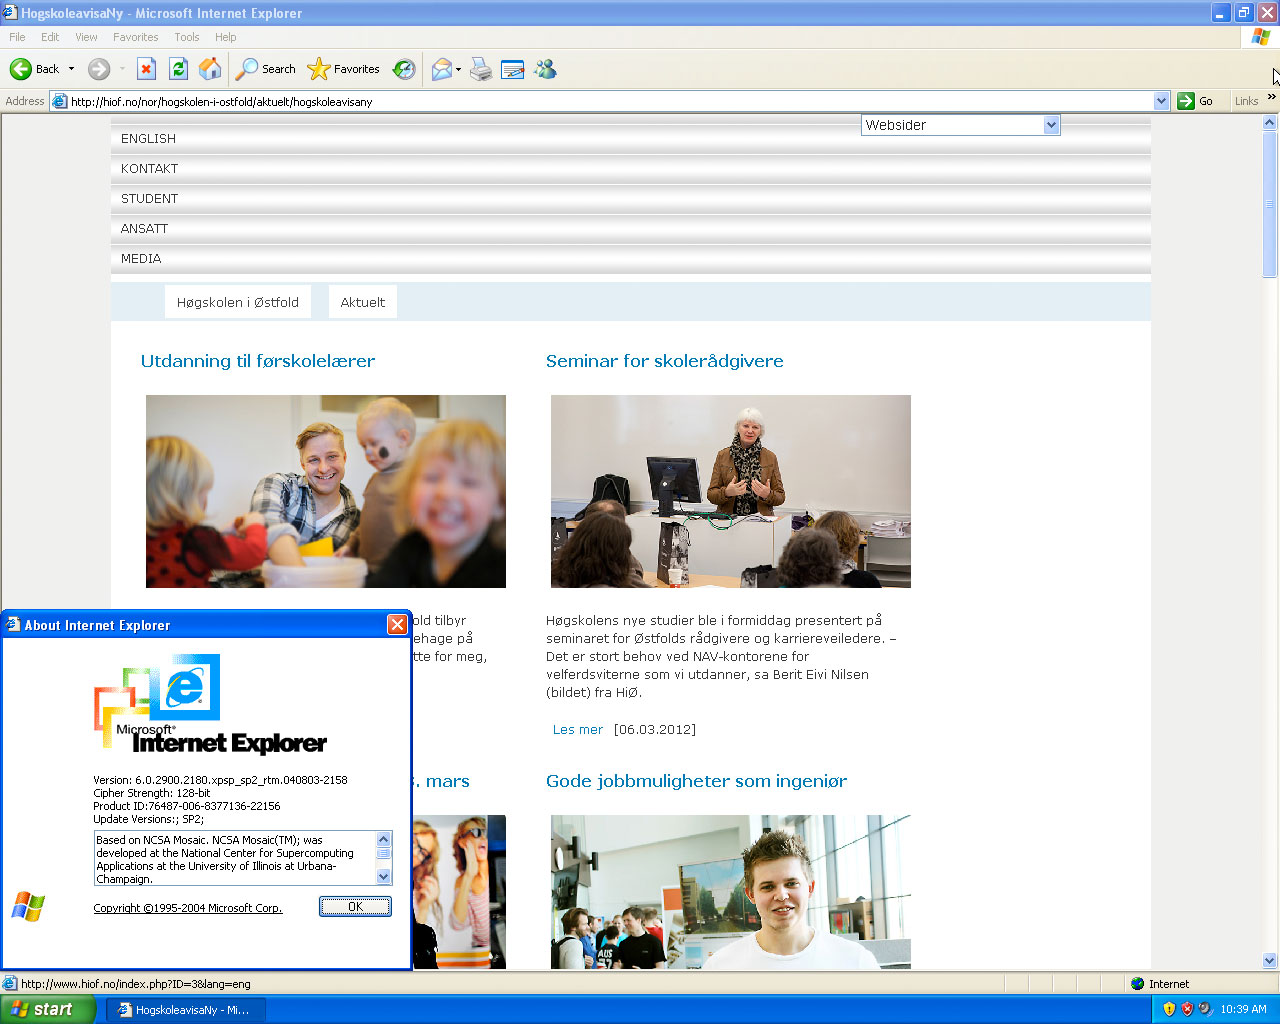 HogskoleavisaNy - Microsoft Internet Explorer
File Edit View Favorites Tools Help
Back Search Favorites
Address http://hiof.no/nor/hogskolen-i-ostfold/aktuelt/hogskoleavisany Go Links »
Websider
ENGLISH
KONTAKT
STUDENT
ANSATT
MEDIA
Høgskolen i Østfold Aktuelt
Utdanning til førskolelærer
old tilbyr
ehage på
tte for meg,
Seminar for skolerådgivere
Høgskolens nye studier ble i formiddag presentert på
seminaret for Østfolds rådgivere og karriereveiledere. –
Det er stort behov ved NAV-kontorene for
velferdsviterne som vi utdanner, sa Berit Eivi Nilsen
(bildet) fra HiØ.
Les mer [06.03.2012]
. mars
Gode jobbmuligheter som ingeniør
About Internet Explorer
Microsoft®
Internet Explorer
Version: 6.0.2900.2180.xpsp_sp2_rtm.040803-2158
Cipher Strength: 128-bit
Product ID:76487-006-8377136-22156
Update Versions:; SP2;
Based on NCSA Mosaic. NCSA Mosaic(TM); was
developed at the National Center for Supercomputing
Applications at the University of Illinois at Urbana-
Champaign.
Copyright ©1995-2004 Microsoft Corp.
OK
http://www.hiof.no/index.php?ID=3&lang=eng Internet
start HogskoleavisaNy - Mi... 10:39 AM